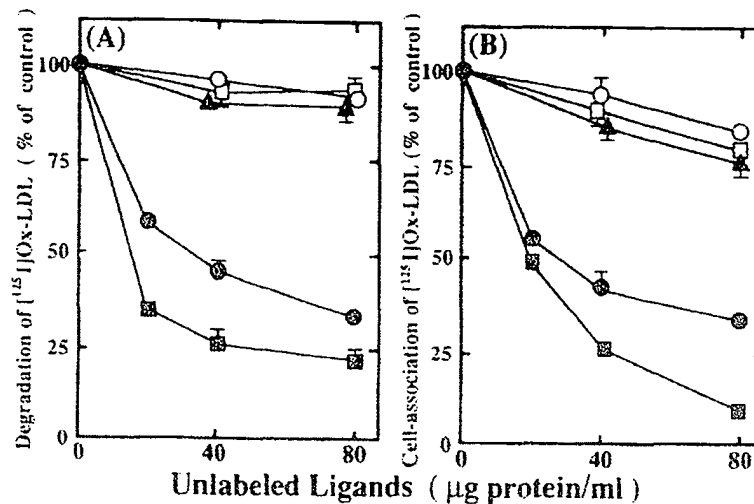 (A)
Degradation of [¹²⁵I]Ox-LDL ( % of control )
100
75
50
25
0
0 40 80
(B)
Cell-association of [¹²⁵I]Ox-LDL (% of control)
100
75
50
25
0
0 40 80
Unlabeled Ligands ( µg protein/ml )